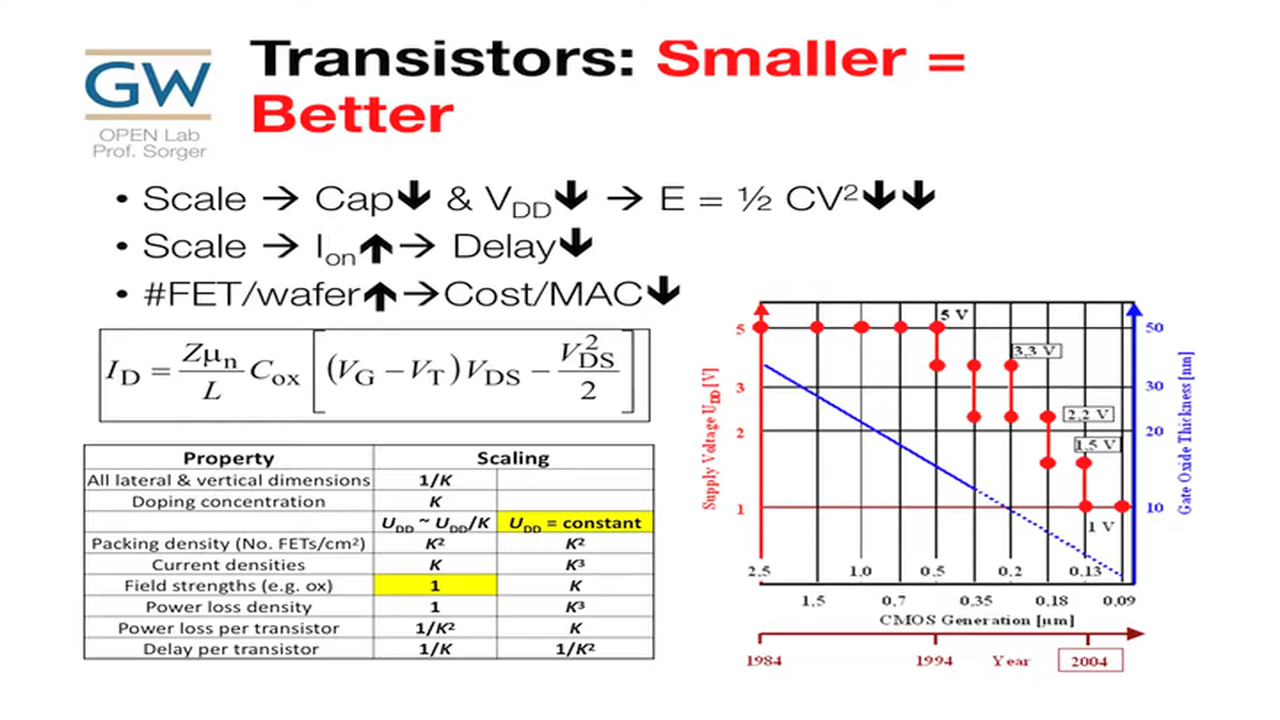 GW
OPEN Lab
Prof. Sorger
Transistors: Smaller =
Better
• Scale → Cap↓ & V_DD↓ → E = ½ CV²↓↓
• Scale → I_on↑→ Delay↓
• #FET/wafer↑→Cost/MAC↓
I_D = Zμ_n / L C_ox [ (V_G − V_T) V_DS − V_DS² / 2 ]
Property Scaling
All lateral & vertical dimensions 1/K
Doping concentration K
U_DD ~ U_DD/K U_DD = constant
Packing density (No. FETs/cm²) K² K²
Current densities K K³
Field strengths (e.g. ox) 1 K
Power loss density 1 K³
Power loss per transistor 1/K² K
Delay per transistor 1/K 1/K²
Supply Voltage U_DD [V]
5
3
2
1
5 V
3,3 V
2,2 V
1,5 V
1 V
50
30
20
10
Gate Oxide Thickness [nm]
2.5 1,0 0,5 0,2 0,13
1,5 0,7 0,35 0,18 0,09
CMOS Generation [µm]
1984 1994 Year 2004